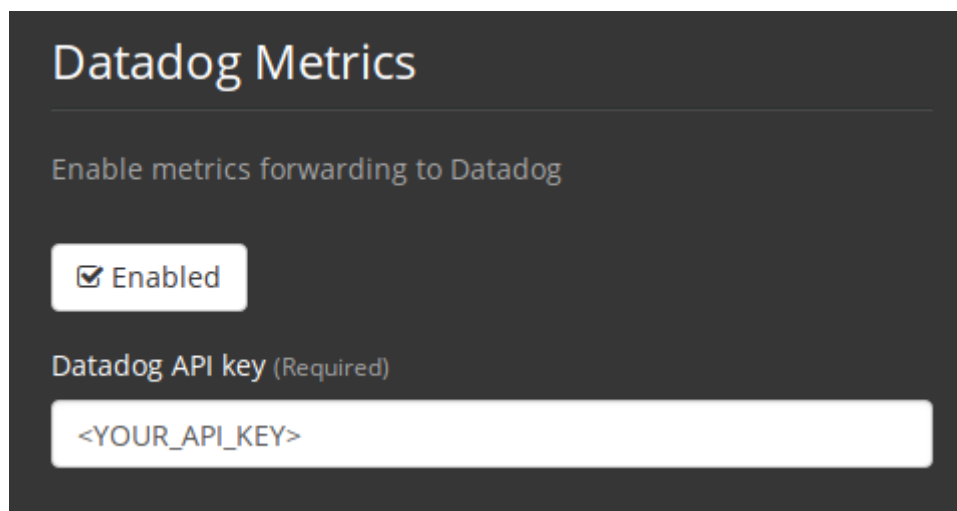 Datadog Metrics
Enable metrics forwarding to Datadog
Enabled
Datadog API key (Required)
<YOUR_API_KEY>